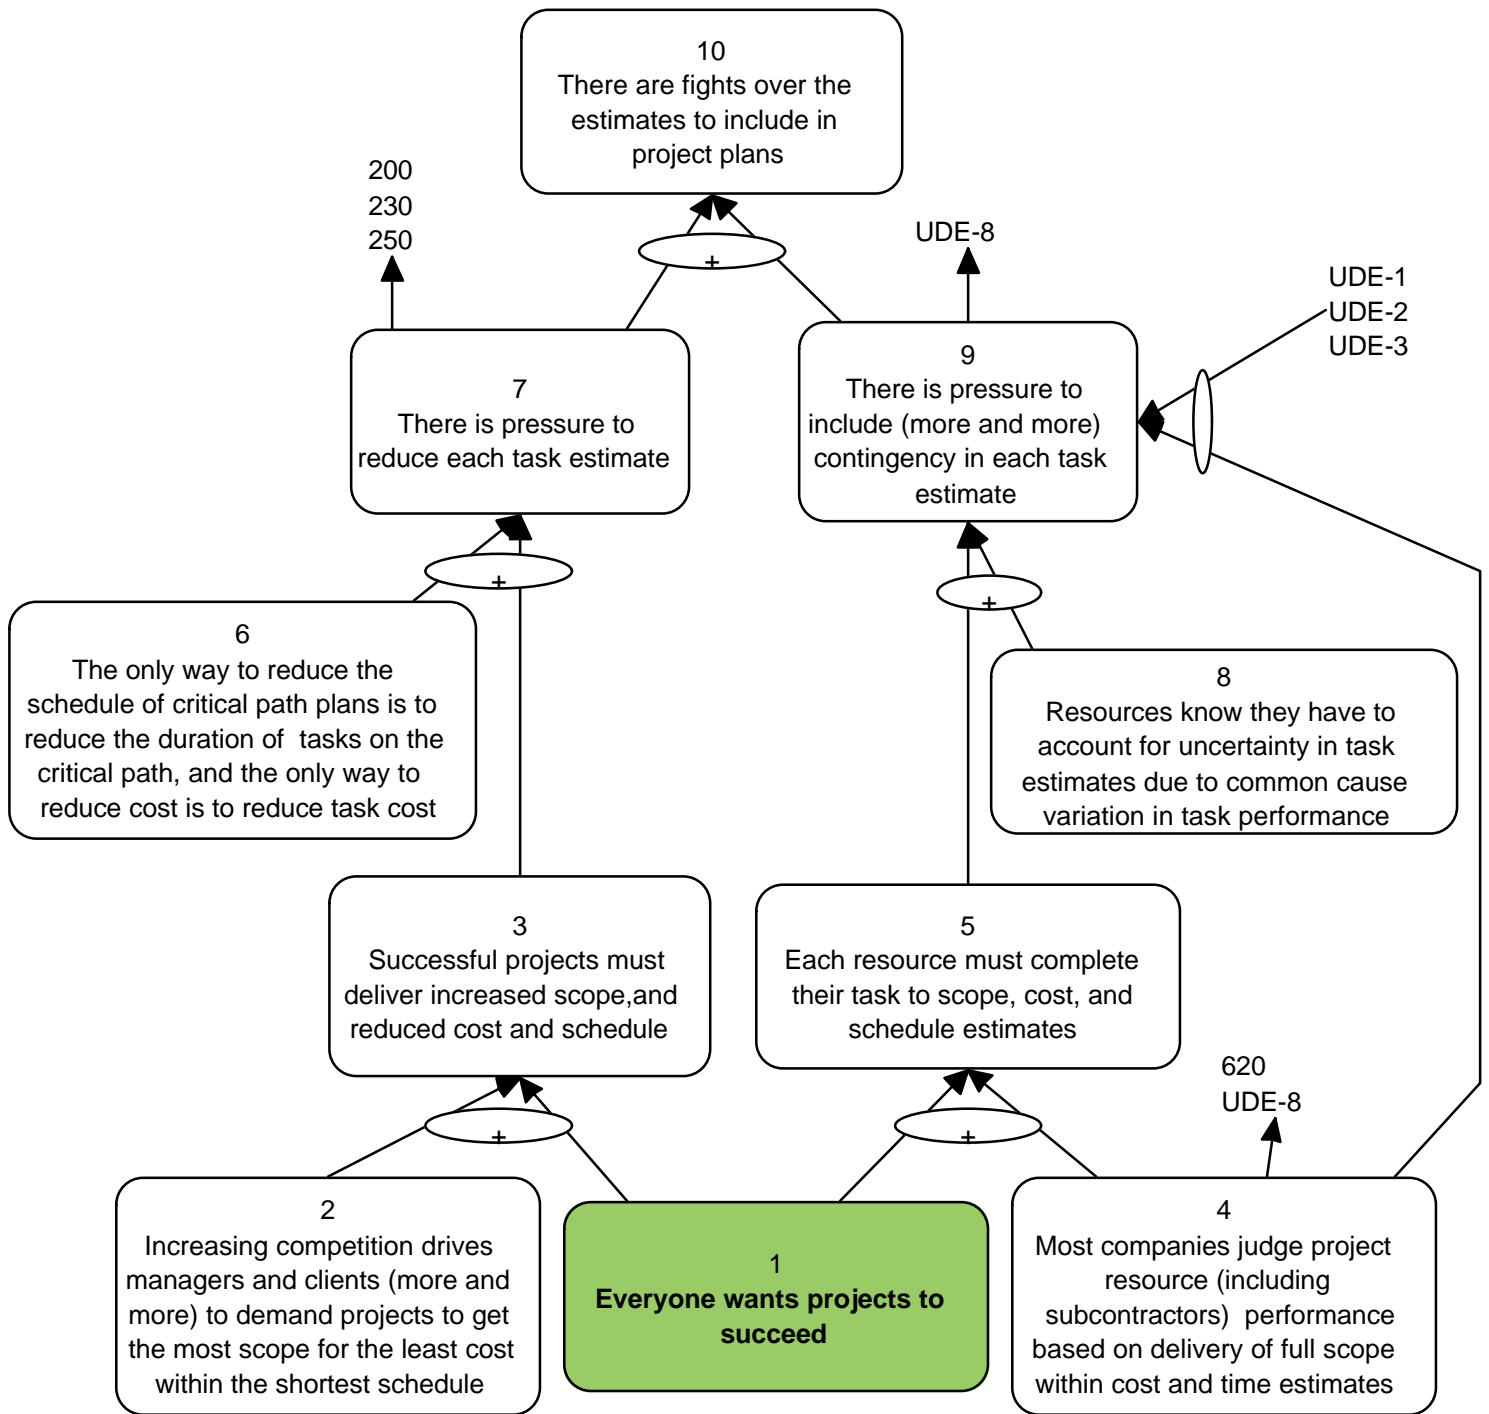 10
There are fights over the
estimates to include in
project plans
200
230
250
UDE-8
UDE-1
UDE-2
UDE-3
+
7
There is pressure to
reduce each task estimate
9
There is pressure to
include (more and more)
contingency in each task
estimate
+
+
6
The only way to reduce the
schedule of critical path plans is to
reduce the duration of tasks on the
critical path, and the only way to
reduce cost is to reduce task cost
8
Resources know they have to
account for uncertainty in task
estimates due to common cause
variation in task performance
3
Successful projects must
deliver increased scope,and
reduced cost and schedule
5
Each resource must complete
their task to scope, cost, and
schedule estimates
620
UDE-8
+
+
2
Increasing competition drives
managers and clients (more and
more) to demand projects to get
the most scope for the least cost
within the shortest schedule
1
Everyone wants projects to
succeed
4
Most companies judge project
resource (including
subcontractors) performance
based on delivery of full scope
within cost and time estimates